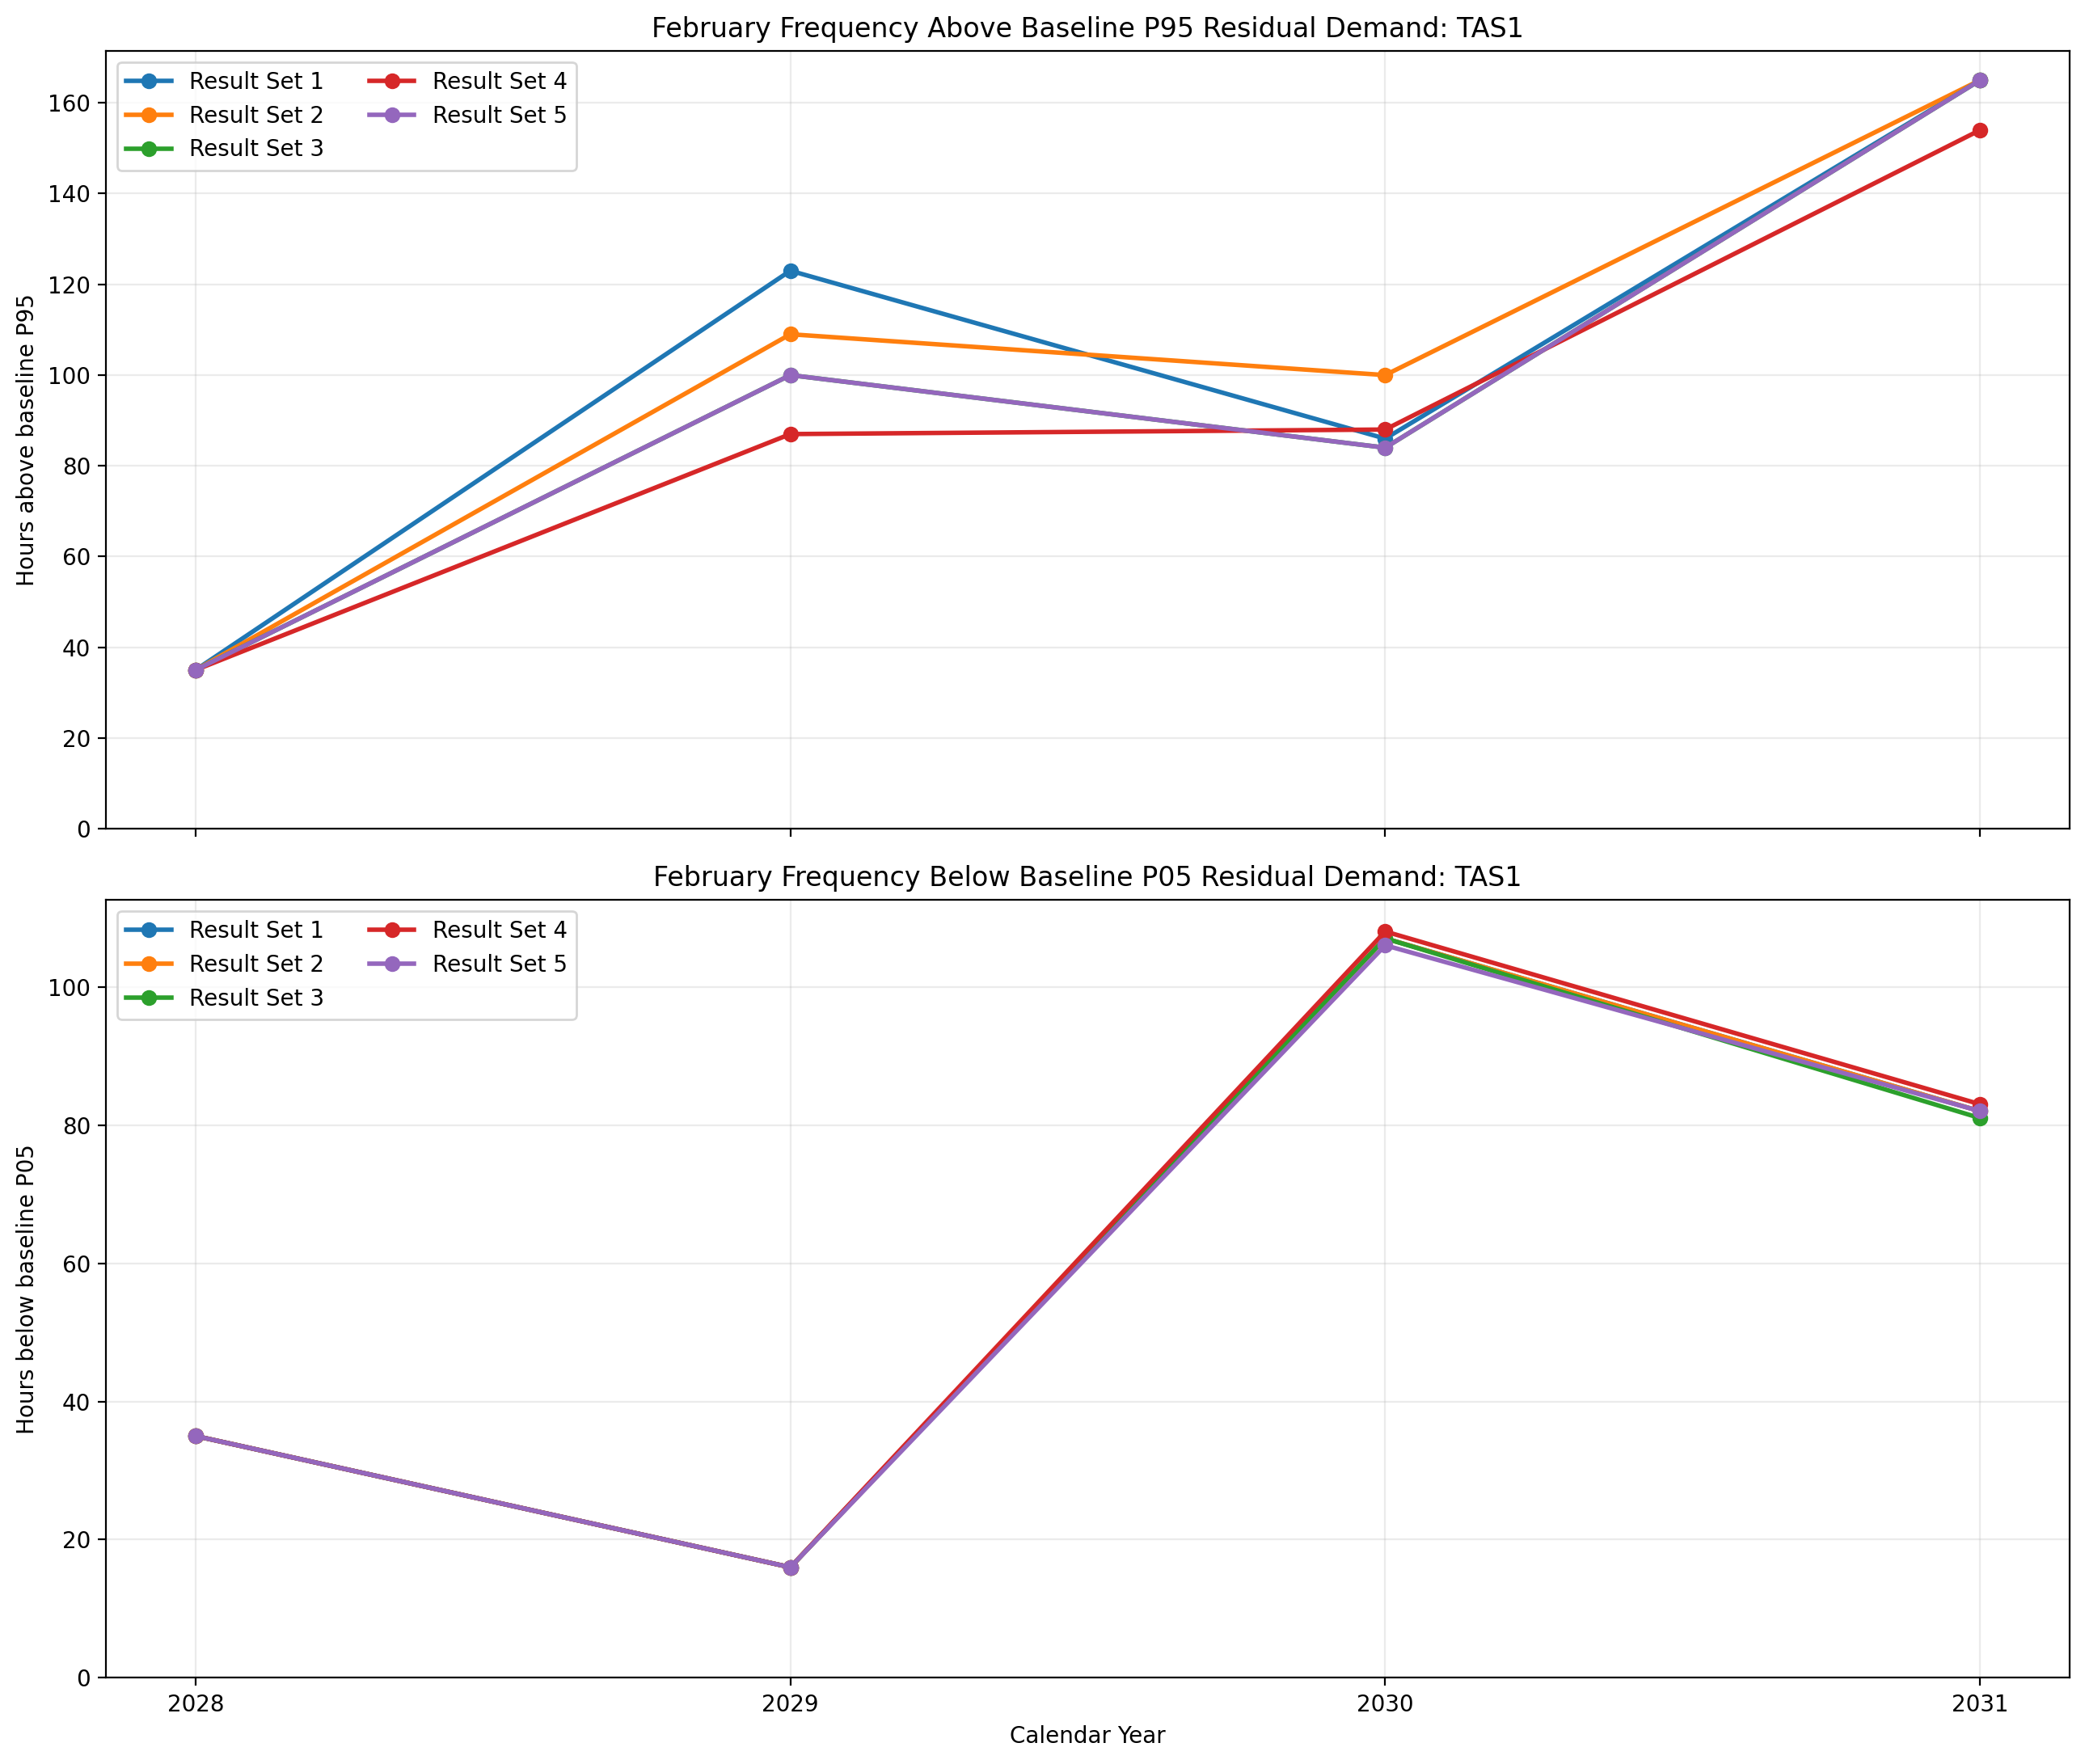 February Frequency Above Baseline P95 Residual Demand: TAS1
Result Set 1
Result Set 2
Result Set 3
Result Set 4
Result Set 5
160
140
120
100
80
60
40
20
0
Hours above baseline P95
February Frequency Below Baseline P05 Residual Demand: TAS1
Result Set 1
Result Set 2
Result Set 3
Result Set 4
Result Set 5
100
80
60
40
20
0
Hours below baseline P05
2028
2029
2030
2031
Calendar Year